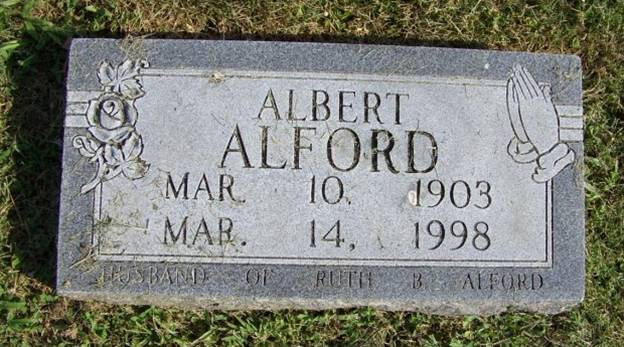 ALBERT
ALFORD
MAR. 10, 1903
MAR. 14, 1998
HUSBAND OF RUTH B. ALFORD